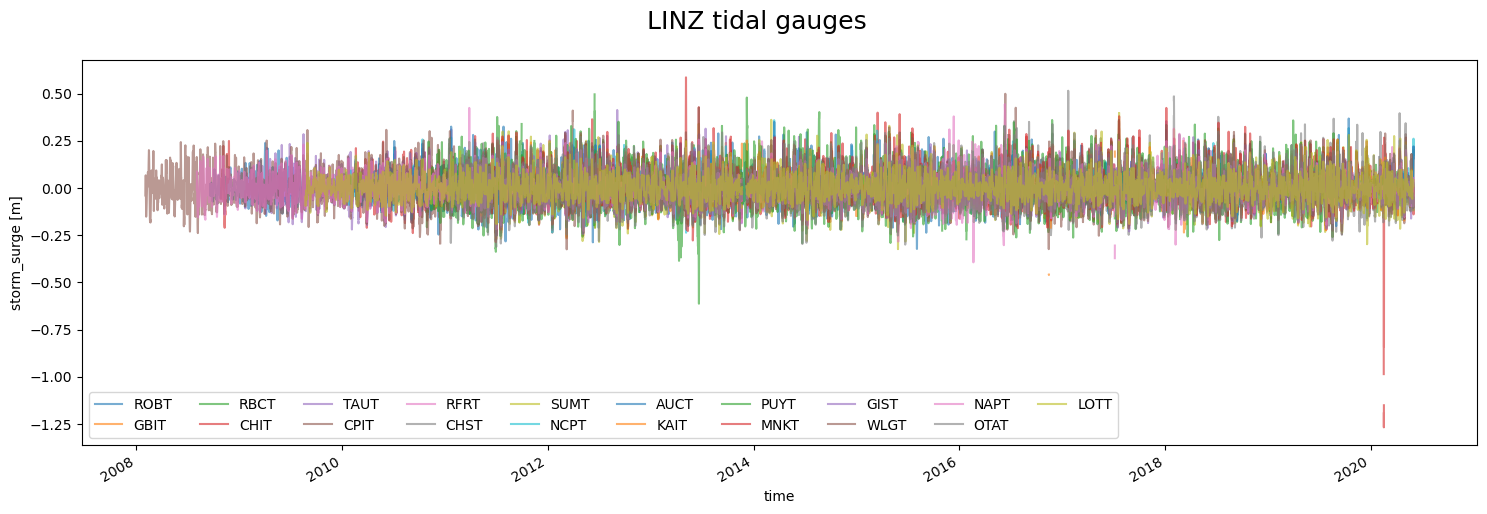 LINZ tidal gauges
storm_surge [m]
0.50
0.25
0.00
−0.25
−0.50
−0.75
−1.00
−1.25
ROBT RBCT TAUT RFRT SUMT AUCT PUYT GIST NAPT LOTT
GBIT CHIT CPIT CHST NCPT KAIT MNKT WLGT OTAT
2008 2010 2012 2014 2016 2018 2020
time